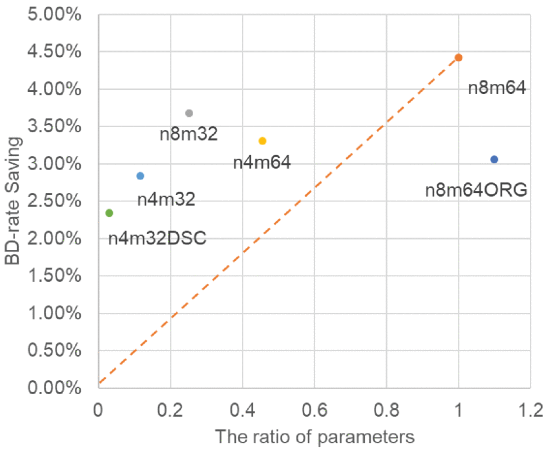 5.00%
4.50%
4.00%
3.50%
3.00%
2.50%
2.00%
1.50%
1.00%
0.50%
0.00%
BD-rate Saving
n8m64
n8m32
n4m64
n8m64ORG
n4m32
n4m32DSC
0 0.2 0.4 0.6 0.8 1 1.2
The ratio of parameters